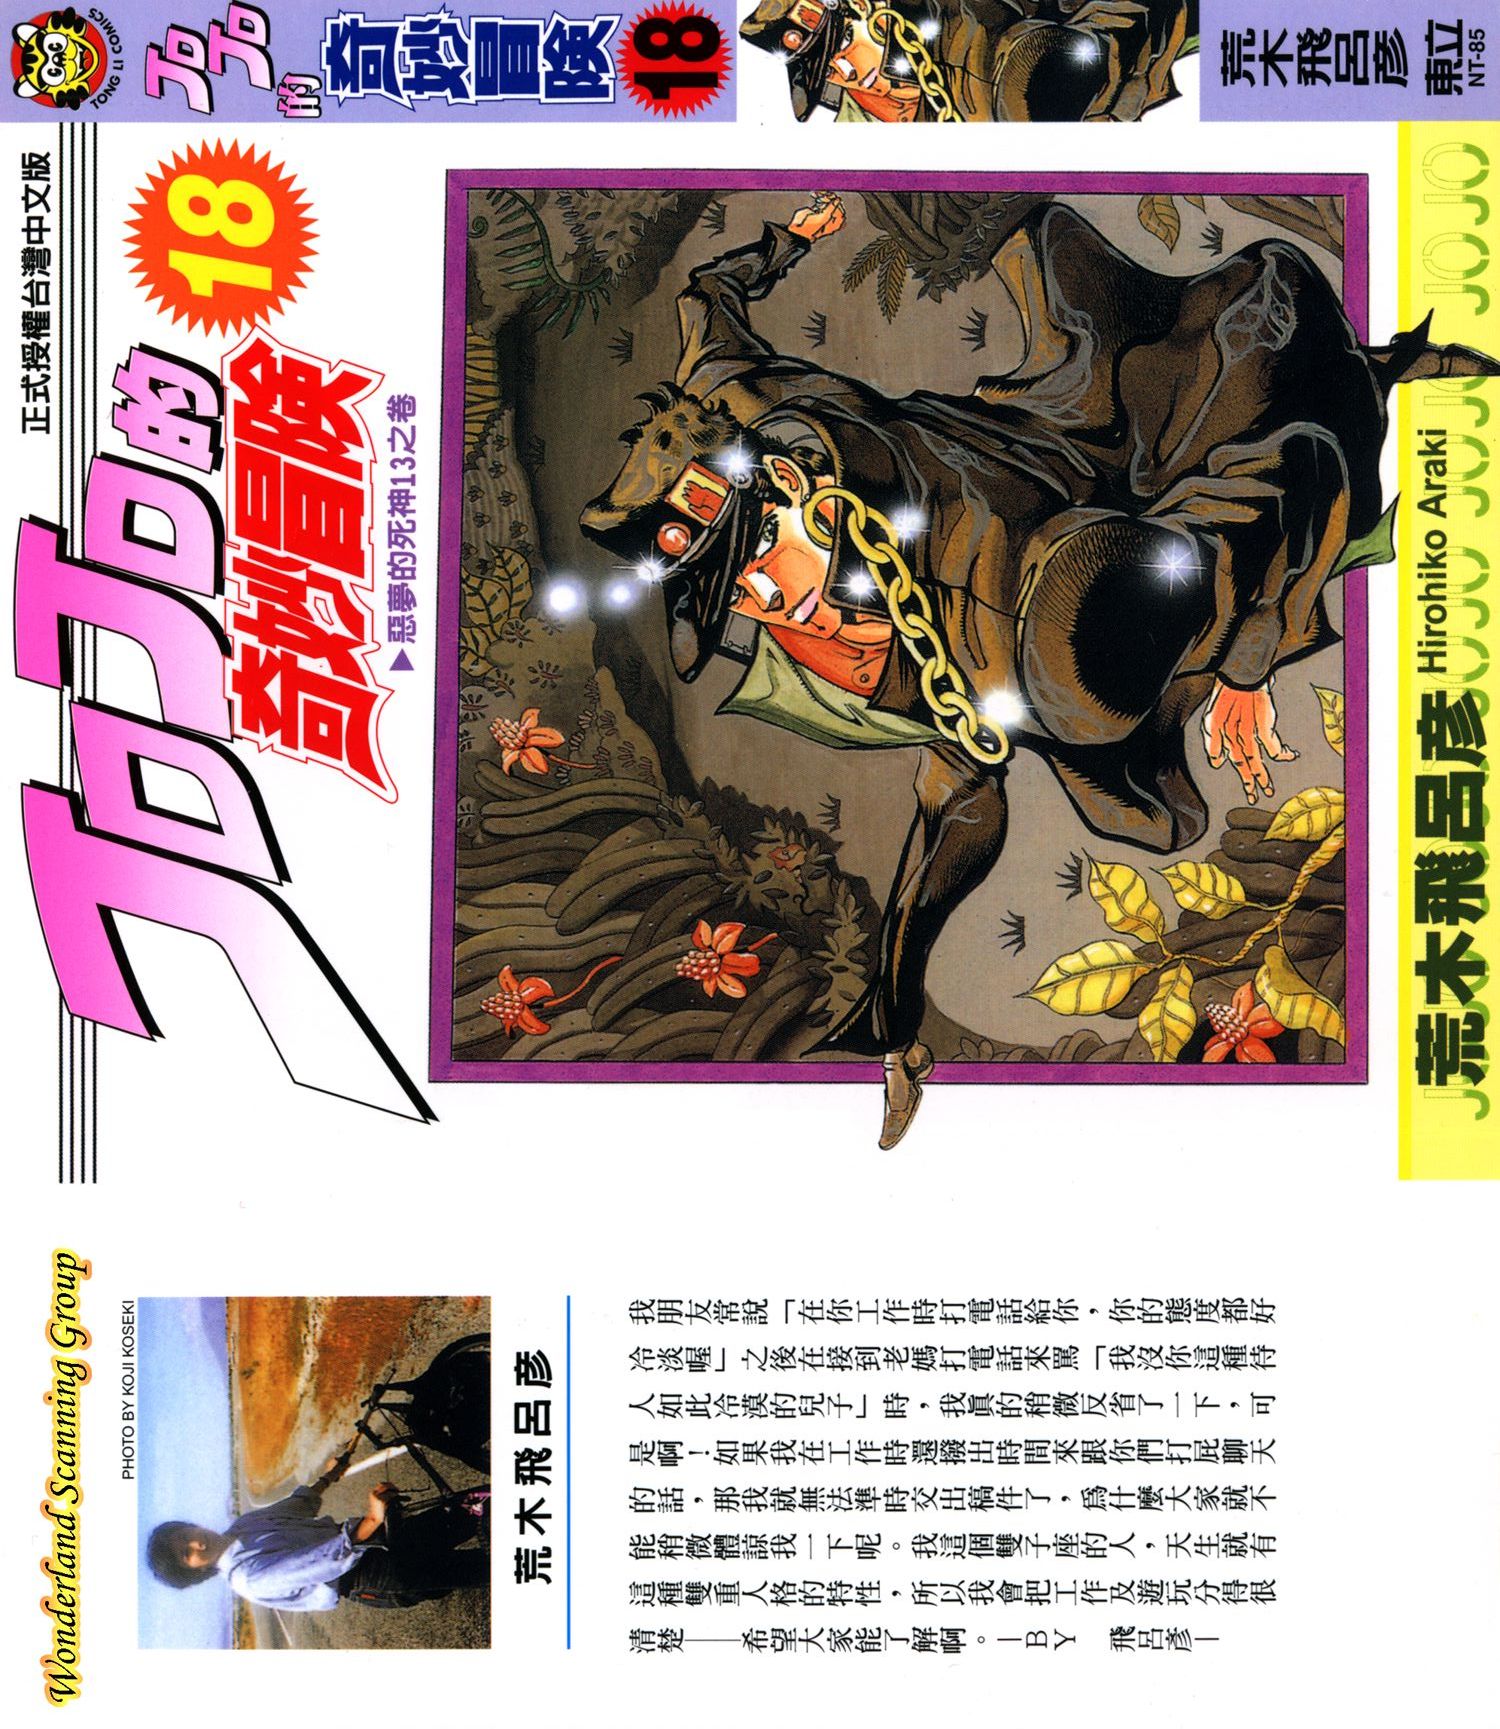 TONG LI COMICS
JOJO的奇妙冒險
18
荒木飛呂彥
東立
NT-85
正式授權台灣中文版
JOJO的
奇妙冒險
18
▶惡夢的死神13之卷
JOJO JOJO JOJO JOJO JOJO
荒木飛呂彥 Hirohiko Araki
Wonderland Scanning Group
PHOTO BY KOJI KOSEKI
荒木飛呂彥
我朋友常說「在你工作時打電話給你，你的態度都好
冷淡喔」之後在接到老媽打電話來罵「我沒你這種待
人如此冷漠的兒子」時，我真的稍微反省了一下，可
是啊！如果我在工作時還撥出時間來跟你們打屁聊天
的話，那我就無法準時交出稿件了，爲什麼大家就不
能稍微體諒我一下呢。我這個雙子座的人，天生就有
這種雙重人格的特性，所以我會把工作及遊玩分得很
清楚——希望大家能了解啊。—BY 飛呂彥—